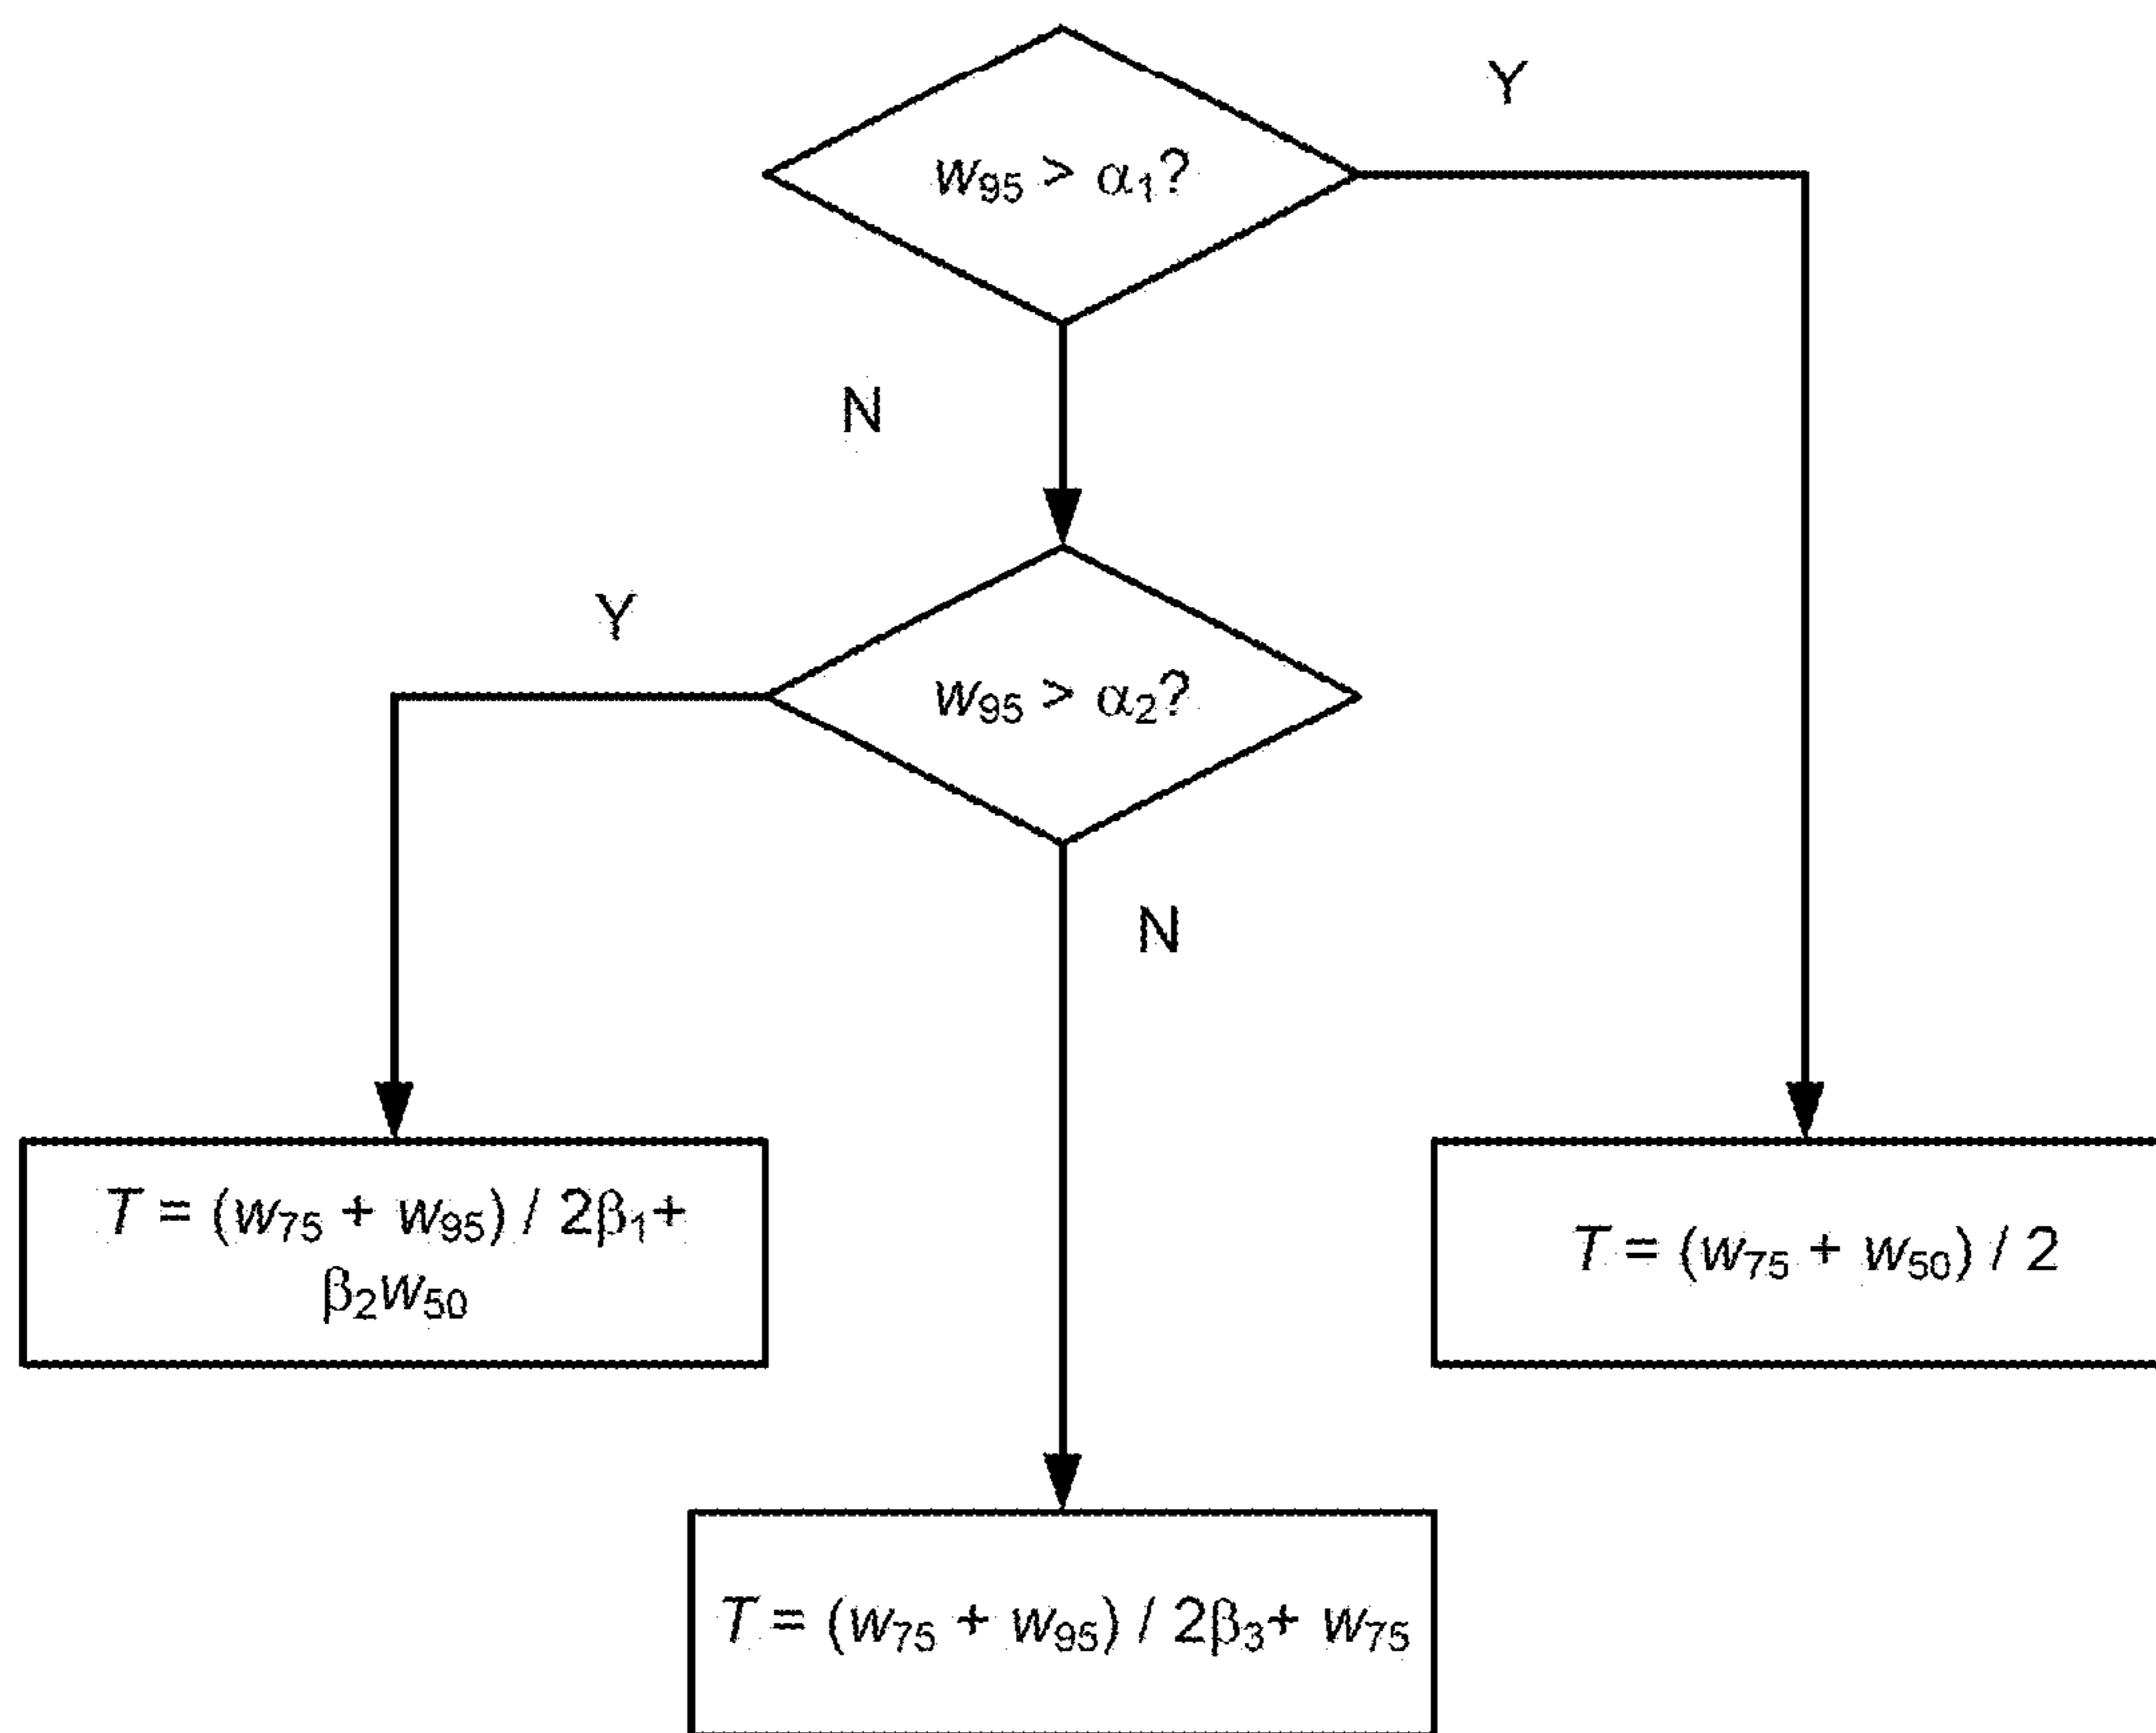 Y
w₉₅ > α₁?
N
Y
w₉₅ > α₂?
N
T = (w₇₅ + w₉₅) / 2β₁+
β₂w₅₀
T = (w₇₅ + w₅₀) / 2
T = (w₇₅ + w₉₅) / 2β₃+ w₇₅